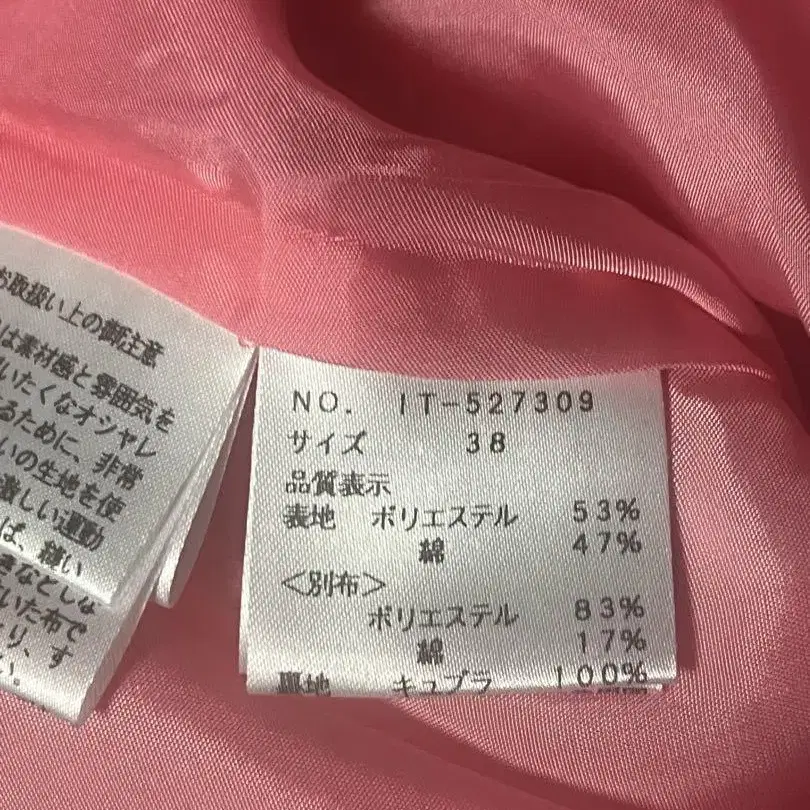 お取扱い上の御注意
は素材感と雰囲気を
いたくなオシャレ
るために、非常
いの生地を使
激しい運動
ば、縫い
きなどしな
いた布で
り、す
い。
NO. IT-527309
サイズ 38
品質表示
表地 ポリエステル 53%
綿 47%
<別布>
ポリエステル 83%
綿 17%
裏地 キュプラ 100%